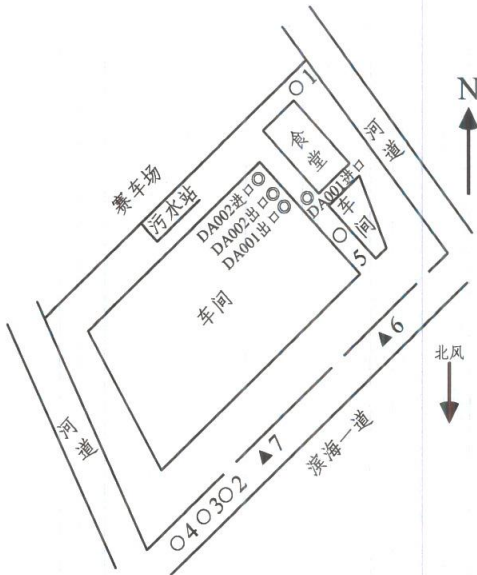 N
○1
食堂
河道
赛车场
污水站
DA002进口◎
DA002出口◎
DA001出口◎
◎DA001进口
车间
○5
车间
▲6
北风
河道
▲7
滨海一道
○4○3○2